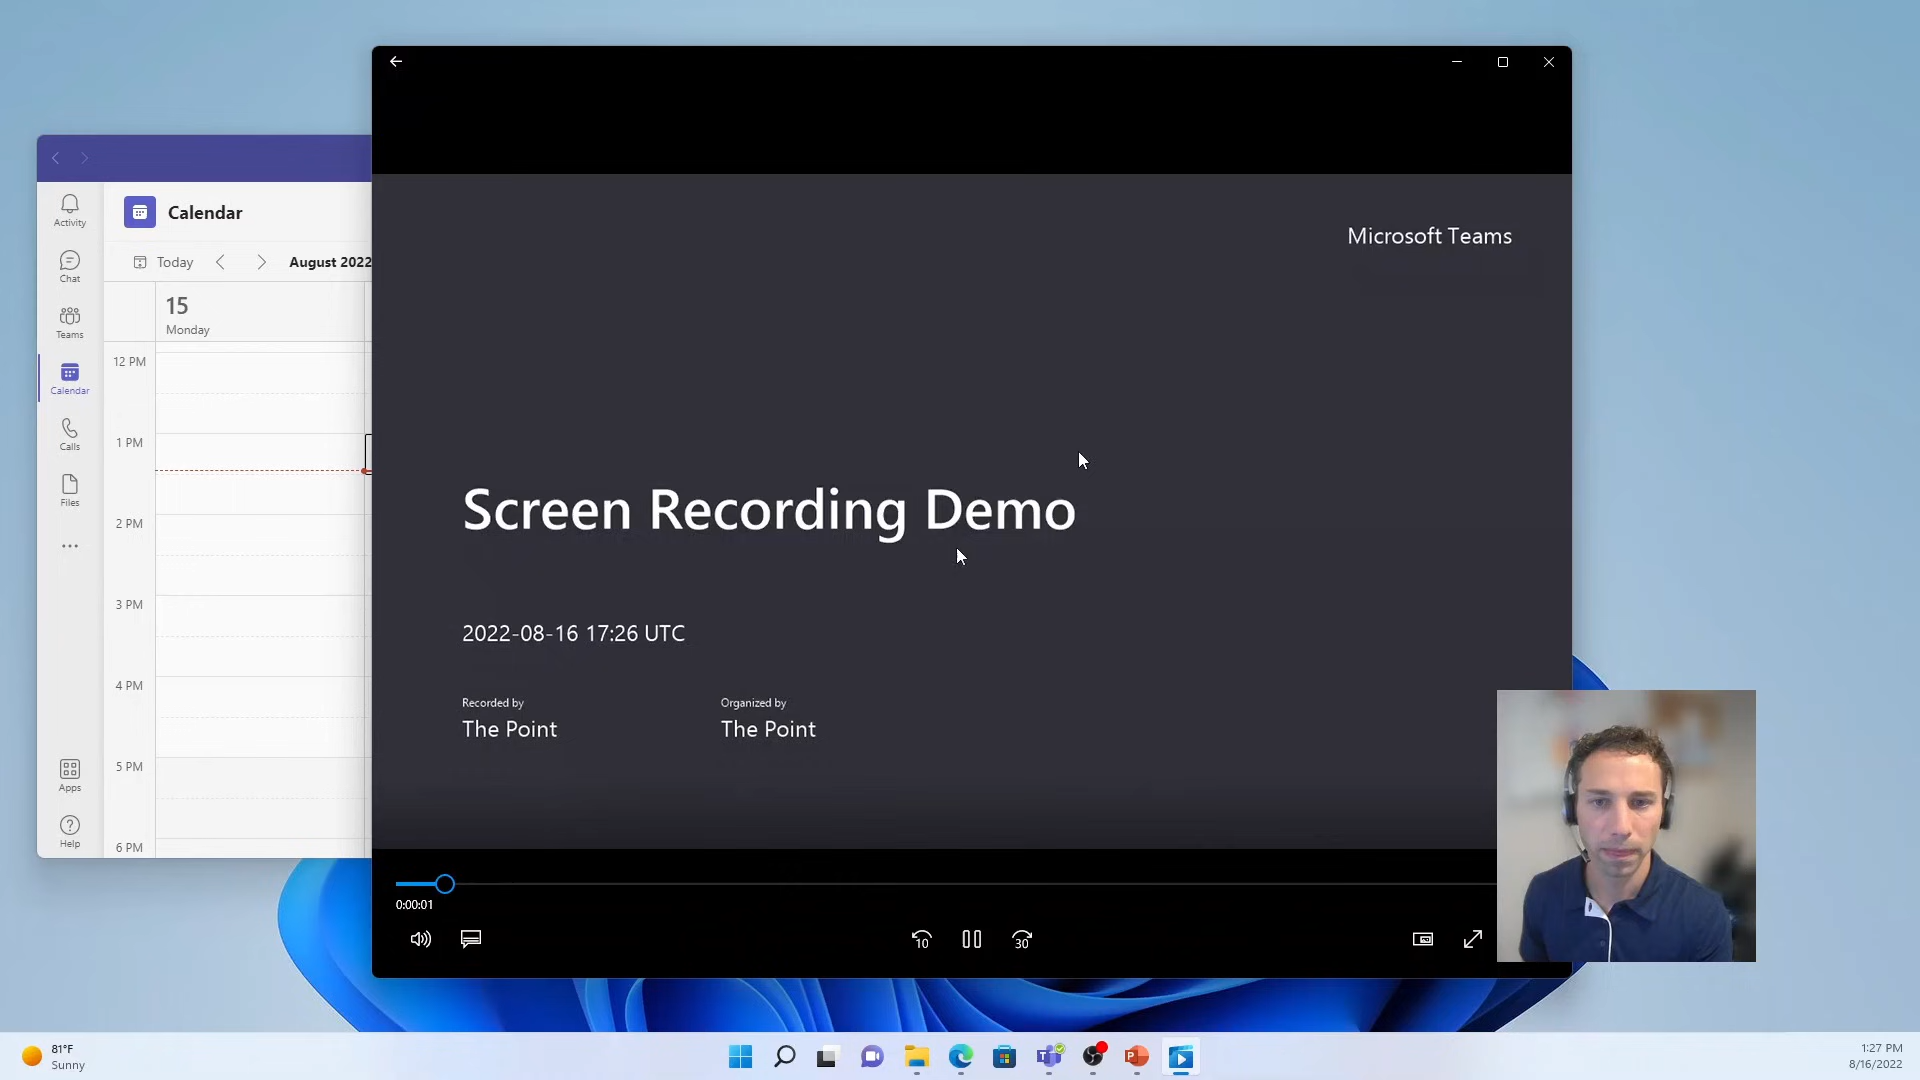 Activity
Chat
Teams
Calendar
Calls
Files
Apps
Help
Calendar
Today
August 2022
15
Monday
12 PM
1 PM
2 PM
3 PM
4 PM
5 PM
6 PM
Microsoft Teams
Screen Recording Demo
2022-08-16 17:26 UTC
Recorded by
The Point
Organized by
The Point
0:00:01
10
30
81°F
Sunny
1:27 PM
8/16/2022